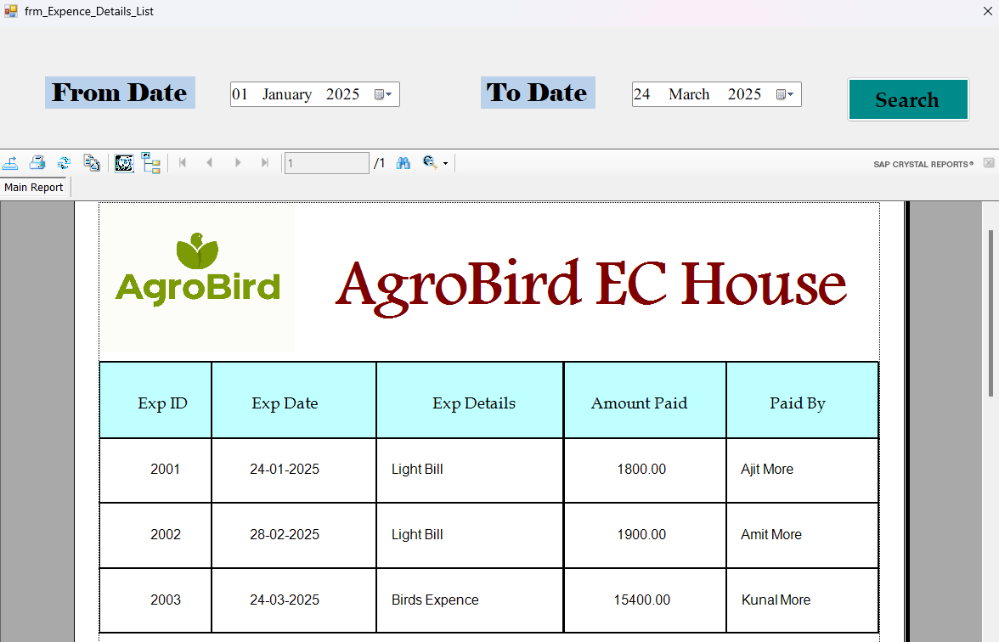 frm_Expence_Details_List
From Date 01 January 2025 To Date 24 March 2025 Search
1 /1 SAP CRYSTAL REPORTS®
Main Report
AgroBird AgroBird EC House
Exp ID Exp Date Exp Details Amount Paid Paid By
2001 24-01-2025 Light Bill 1800.00 Ajit More
2002 28-02-2025 Light Bill 1900.00 Amit More
2003 24-03-2025 Birds Expence 15400.00 Kunal More